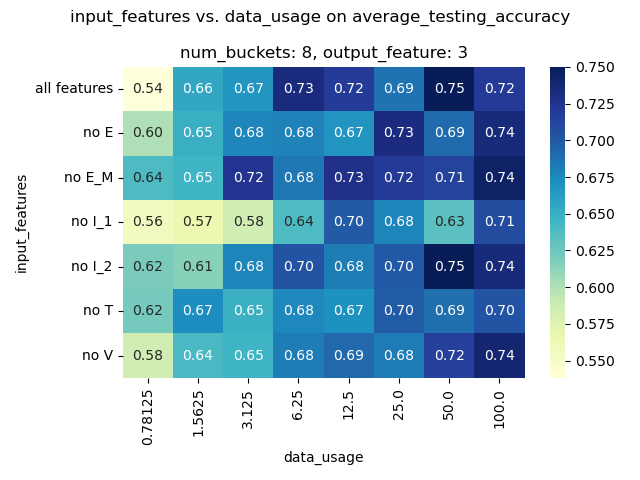 input_features vs. data_usage on average_testing_accuracy
num_buckets: 8, output_feature: 3
all features 0.54 0.66 0.67 0.73 0.72 0.69 0.75 0.72
no E 0.60 0.65 0.68 0.68 0.67 0.73 0.69 0.74
no E_M 0.64 0.65 0.72 0.68 0.73 0.72 0.71 0.74
no I_1 0.56 0.57 0.58 0.64 0.70 0.68 0.63 0.71
no I_2 0.62 0.61 0.68 0.70 0.68 0.70 0.75 0.74
no T 0.62 0.67 0.65 0.68 0.67 0.70 0.69 0.70
no V 0.58 0.64 0.65 0.68 0.69 0.68 0.72 0.74
0.78125 1.5625 3.125 6.25 12.5 25.0 50.0 100.0
data_usage
input_features
0.750
0.725
0.700
0.675
0.650
0.625
0.600
0.575
0.550